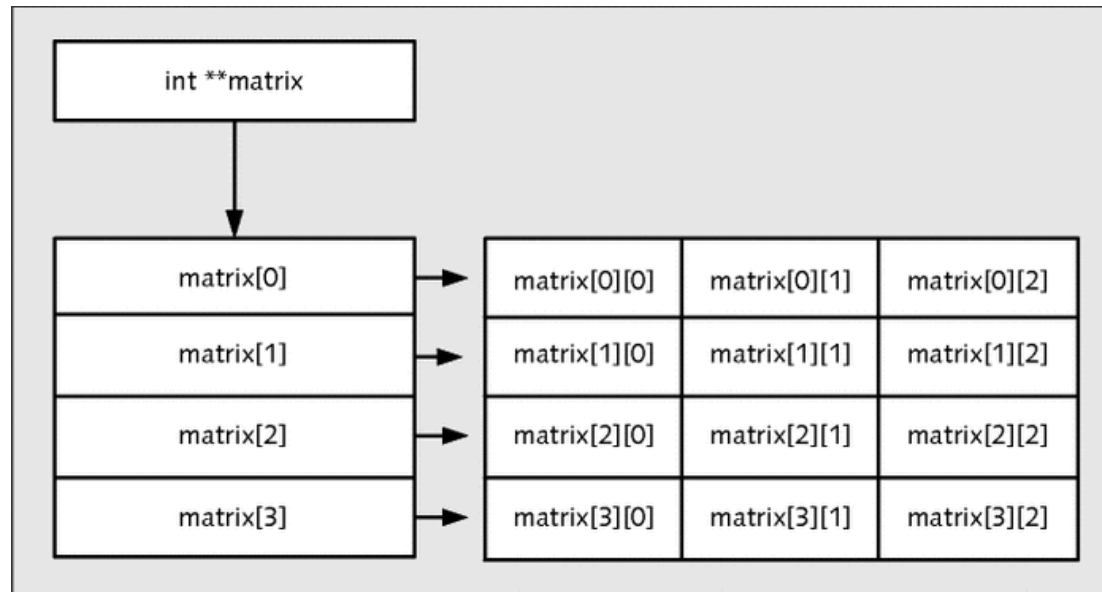 int **matrix
matrix[0] matrix[0][0] matrix[0][1] matrix[0][2]
matrix[1] matrix[1][0] matrix[1][1] matrix[1][2]
matrix[2] matrix[2][0] matrix[2][1] matrix[2][2]
matrix[3] matrix[3][0] matrix[3][1] matrix[3][2]